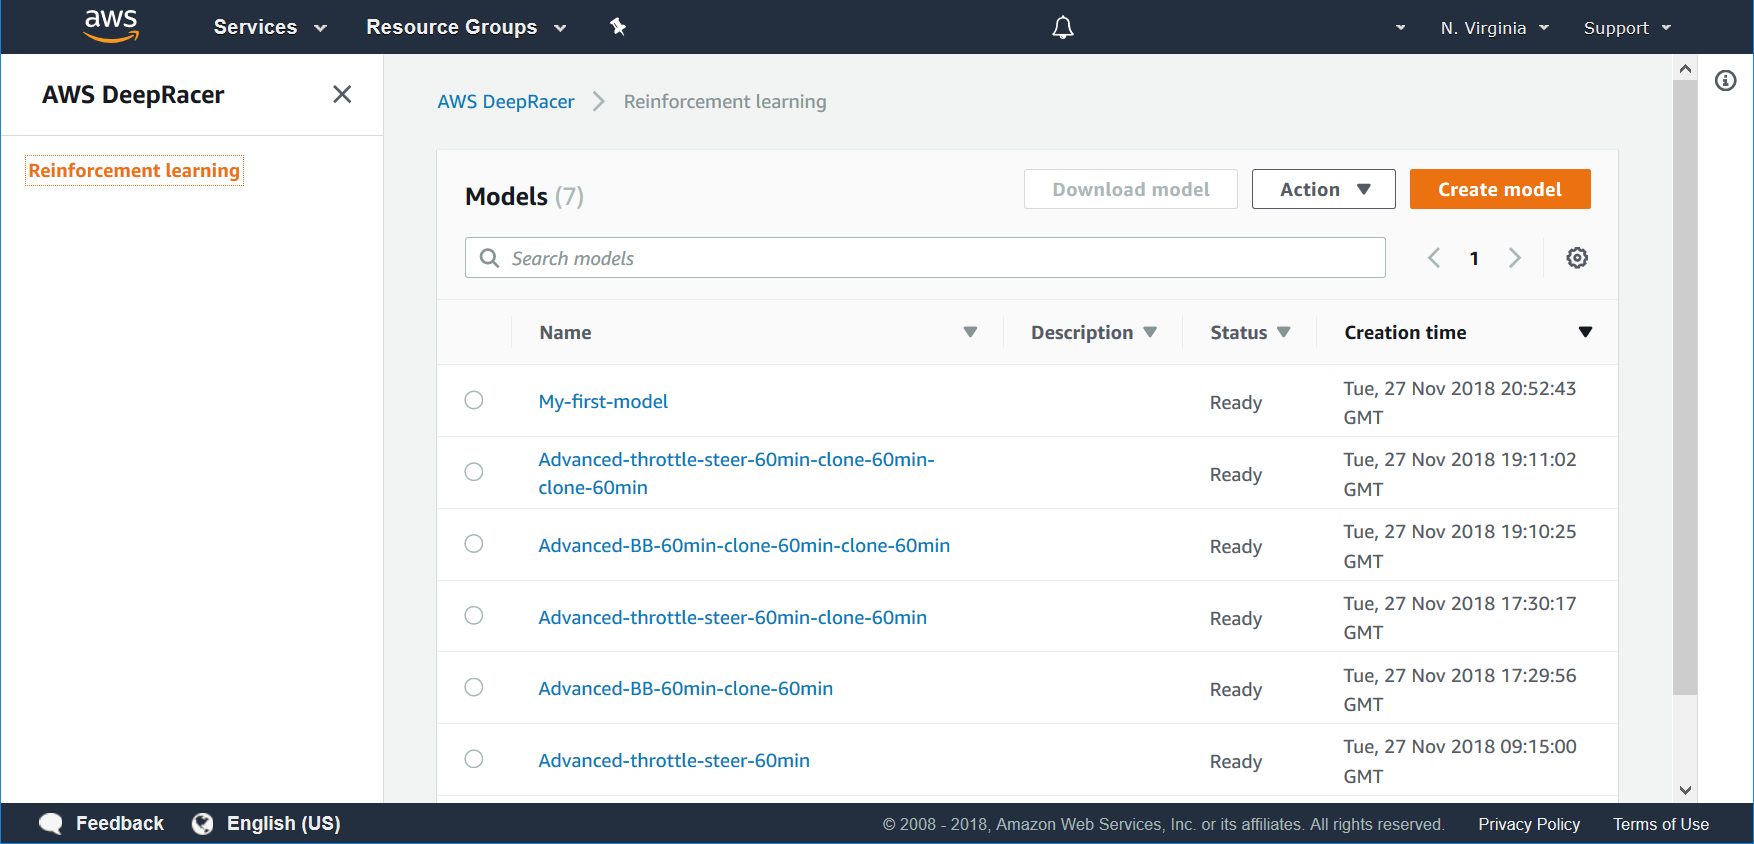 aws
Services
Resource Groups
N. Virginia
Support
AWS DeepRacer
Reinforcement learning
AWS DeepRacer
Reinforcement learning
Models (7)
Download model
Action
Create model
Search models
1
Name
Description
Status
Creation time
My-first-model
Ready
Tue, 27 Nov 2018 20:52:43
GMT
Advanced-throttle-steer-60min-clone-60min-
clone-60min
Ready
Tue, 27 Nov 2018 19:11:02
GMT
Advanced-BB-60min-clone-60min-clone-60min
Ready
Tue, 27 Nov 2018 19:10:25
GMT
Advanced-throttle-steer-60min-clone-60min
Ready
Tue, 27 Nov 2018 17:30:17
GMT
Advanced-BB-60min-clone-60min
Ready
Tue, 27 Nov 2018 17:29:56
GMT
Advanced-throttle-steer-60min
Ready
Tue, 27 Nov 2018 09:15:00
GMT
Feedback
English (US)
© 2008 - 2018, Amazon Web Services, Inc. or its affiliates. All rights reserved.
Privacy Policy
Terms of Use